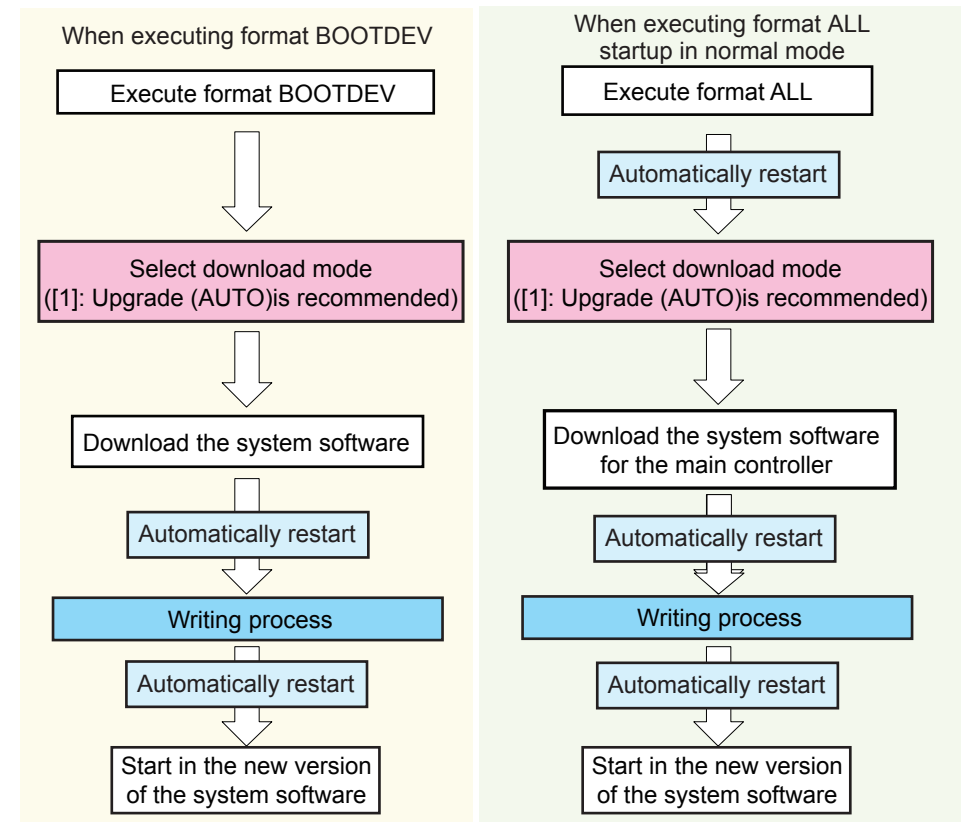 When executing format BOOTDEV
Execute format BOOTDEV
Select download mode
([1]: Upgrade (AUTO)is recommended)
Download the system software
Automatically restart
Writing process
Automatically restart
Start in the new version
of the system software
When executing format ALL
startup in normal mode
Execute format ALL
Automatically restart
Select download mode
([1]: Upgrade (AUTO)is recommended)
Download the system software
for the main controller
Automatically restart
Writing process
Automatically restart
Start in the new version
of the system software